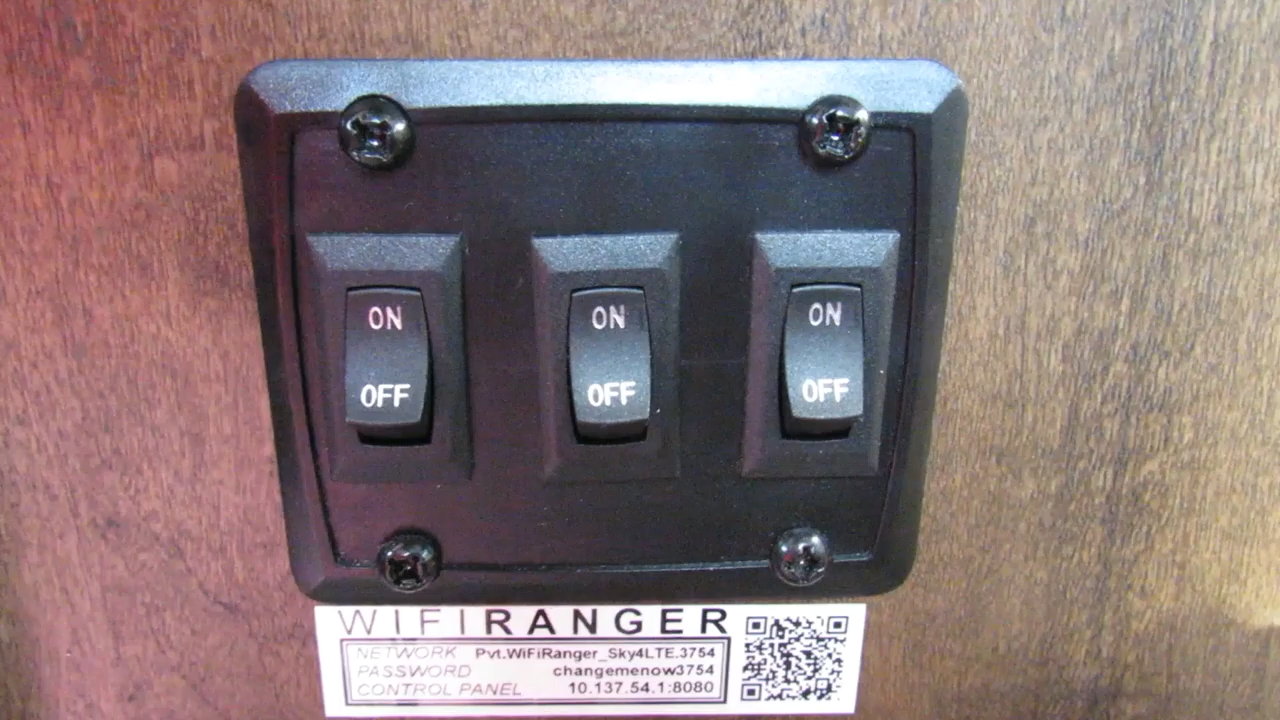 ON ON ON
OFF OFF OFF
WIFIRANGER
NETWORK Pvt.WiFiRanger_Sky4LTE.3754
PASSWORD changemenow3754
CONTROL PANEL 10.137.54.1:8080